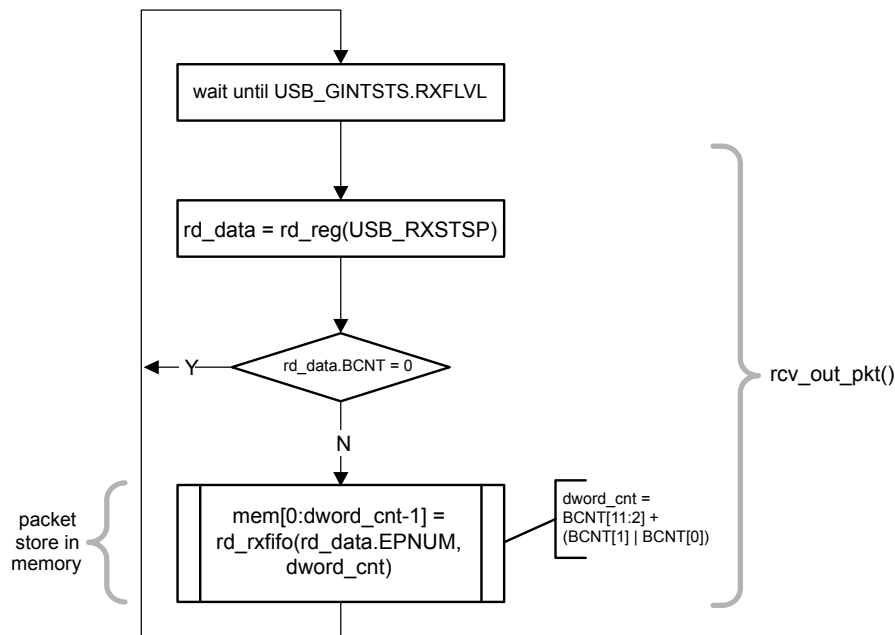 wait until USB_GINTSTS.RXFLVL
rd_data = rd_reg(USB_RXSTSP)
rd_data.BCNT = 0
Y
rcv_out_pkt()
N
packet
store in
memory
mem[0:dword_cnt-1] =
rd_rxfifo(rd_data.EPNUM,
dword_cnt)
dword_cnt =
BCNT[11:2] +
(BCNT[1] | BCNT[0])